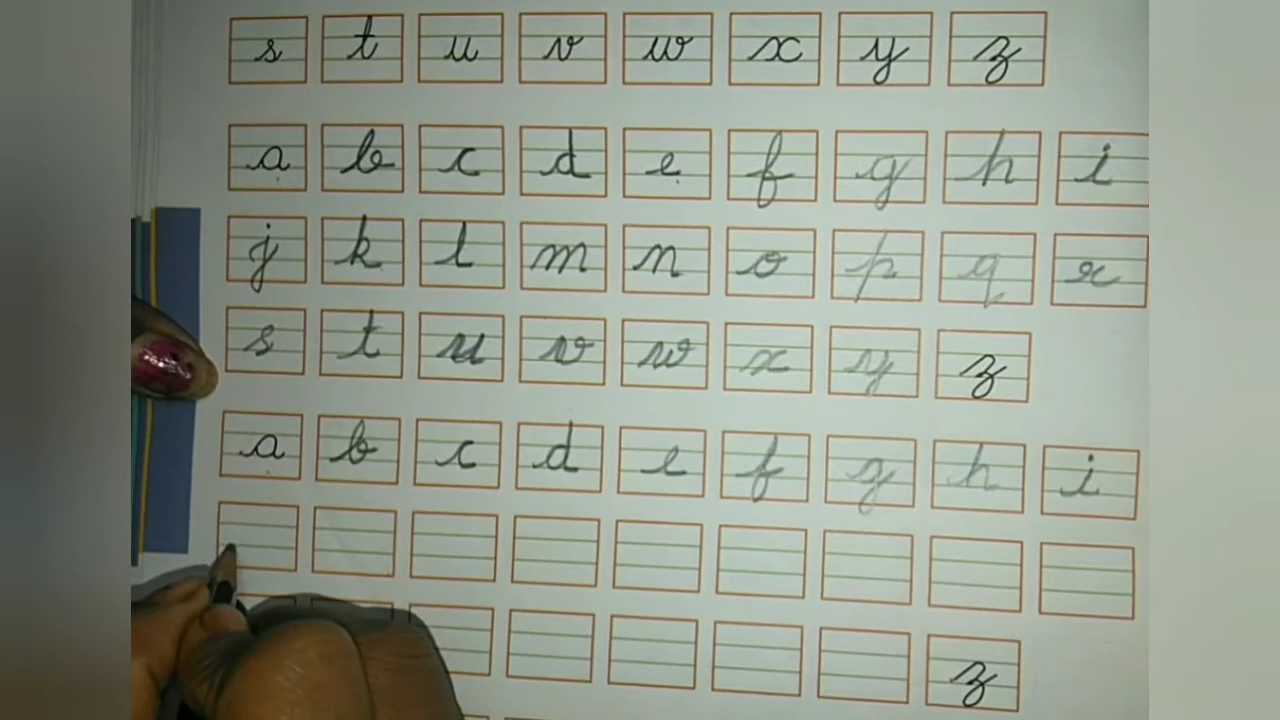 s t u v w x y z
a b c d e f g h i
j k l m n o p q r
s t u v w x y z
a b c d e f g h i
z